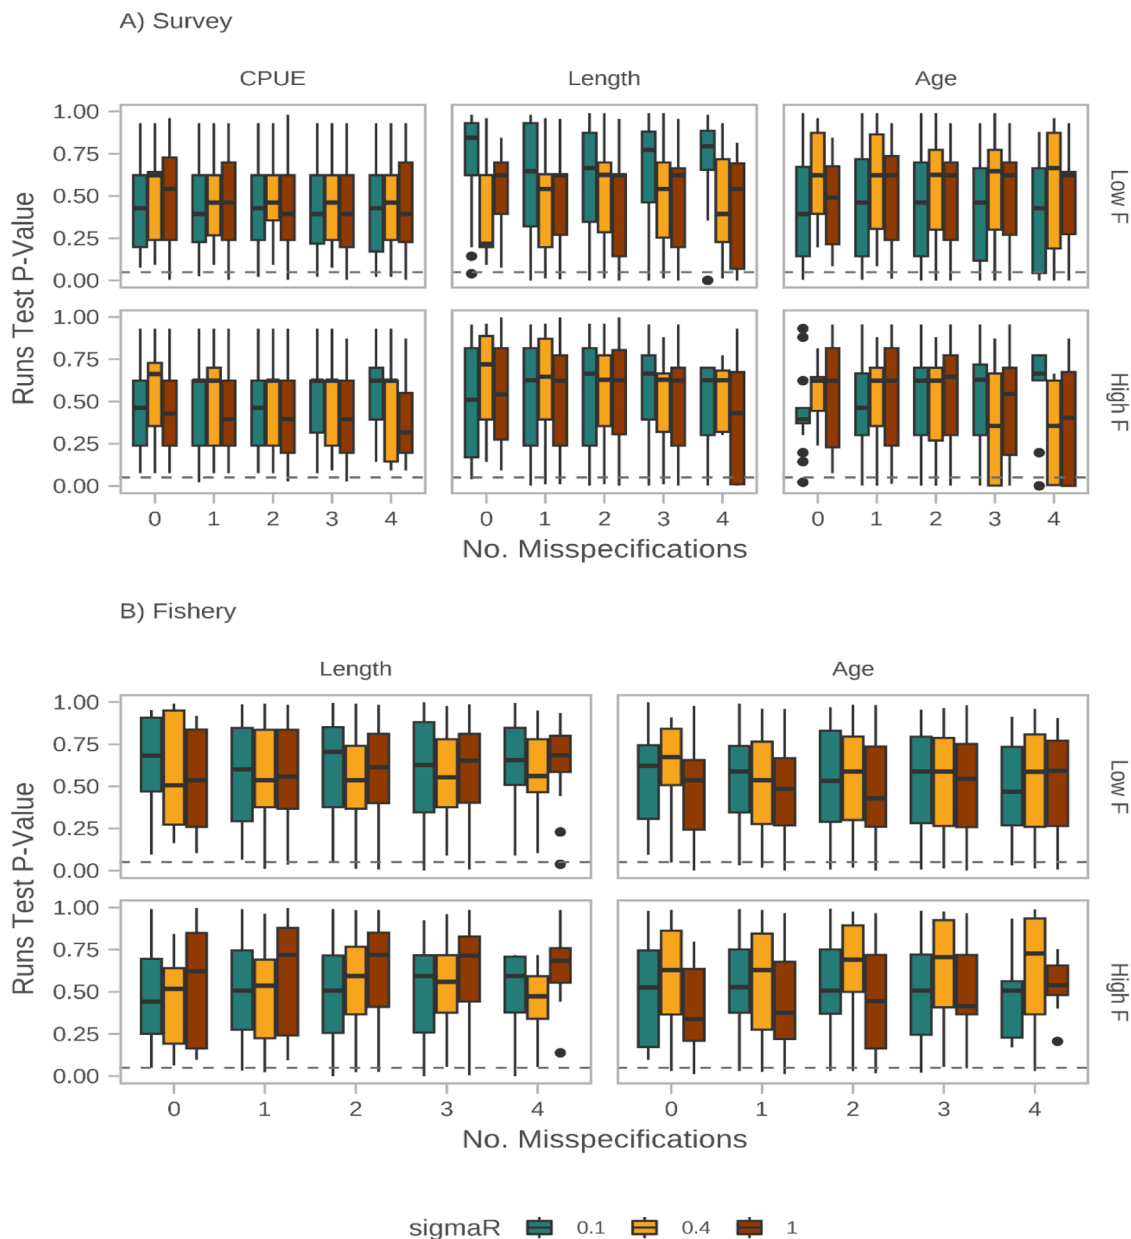 A) Survey
CPUE Length Age
1.00
0.75
0.50
0.25
0.00
Low F
1.00
0.75
0.50
0.25
0.00
High F
Runs Test P-Value
0 1 2 3 4 0 1 2 3 4 0 1 2 3 4
No. Misspecifications
B) Fishery
Length Age
1.00
0.75
0.50
0.25
0.00
Low F
Runs Test P-Value
1.00
0.75
0.50
0.25
0.00
High F
Runs Test P-Value
0 1 2 3 4 0 1 2 3 4
No. Misspecifications
sigmaR 0.1 0.4 1